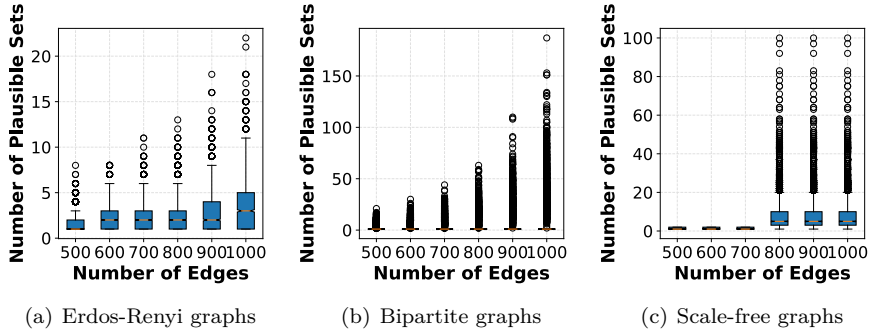 Number of Plausible Sets
20
15
10
5
0
500 600 700 800 900 1000
Number of Edges
(a) Erdos-Renyi graphs
Number of Plausible Sets
150
100
50
0
500 600 700 800 900 1000
Number of Edges
(b) Bipartite graphs
Number of Plausible Sets
100
80
60
40
20
0
500 600 700 800 900 1000
Number of Edges
(c) Scale-free graphs